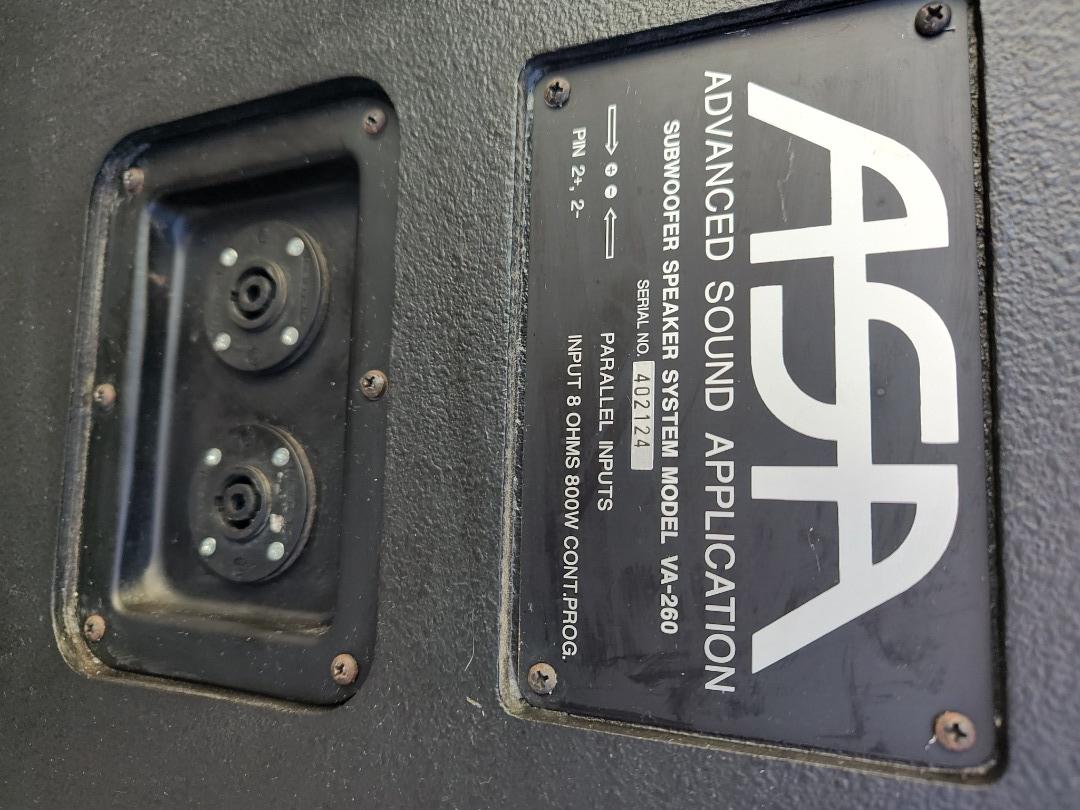 ASA
ADVANCED SOUND APPLICATION
SUBWOOFER SPEAKER SYSTEM MODEL VA-260
SERIAL NO. 402124
PARALLEL INPUTS
PIN 2+, 2- INPUT 8 OHMS 800W CONT.PROG.